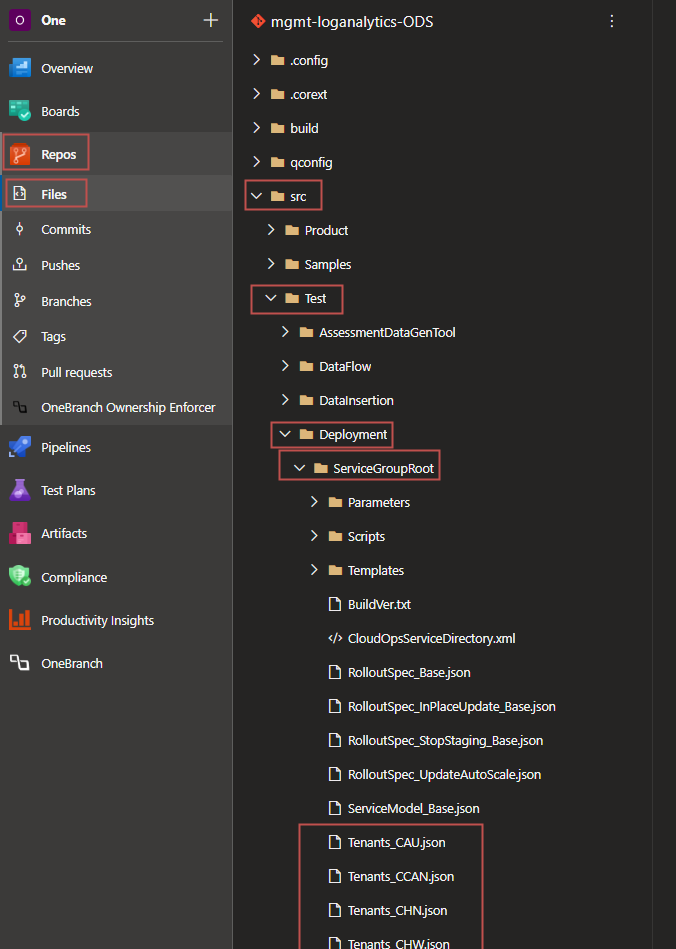 O One
Overview
Boards
Repos
Files
Commits
Pushes
Branches
Tags
Pull requests
OneBranch Ownership Enforcer
Pipelines
Test Plans
Artifacts
Compliance
Productivity Insights
OneBranch
mgmt-loganalytics-ODS
.config
.corext
build
qconfig
src
Product
Samples
Test
AssessmentDataGenTool
DataFlow
DataInsertion
Deployment
ServiceGroupRoot
Parameters
Scripts
Templates
BuildVer.txt
CloudOpsServiceDirectory.xml
RolloutSpec_Base.json
RolloutSpec_InPlaceUpdate_Base.json
RolloutSpec_StopStaging_Base.json
RolloutSpec_UpdateAutoScale.json
ServiceModel_Base.json
Tenants_CAU.json
Tenants_CCAN.json
Tenants_CHN.json
Tenants_CHW.json